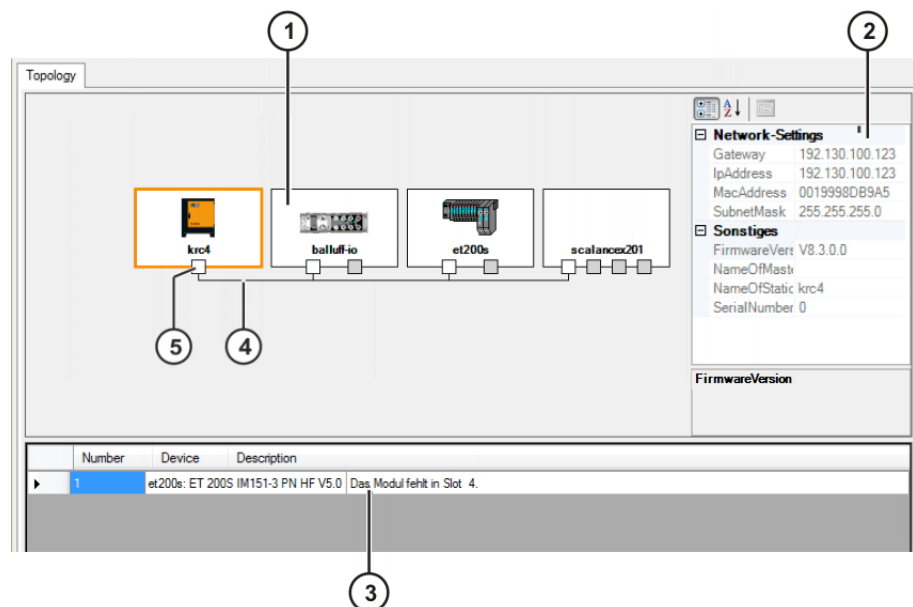 1
2
Topology
Network-Settings
Gateway 192.130.100.123
IpAddress 192.130.100.123
MacAddress 0019998DB9A5
SubnetMask 255.255.255.0
Sonstiges
FirmwareVers V8.3.0.0
NameOfMaste
NameOfStatic krc4
SerialNumber 0
krc4
balluff-io
et200s
scalancex201
5
4
FirmwareVersion
Number Device Description
1 et200s: ET 200S IM151-3 PN HF V5.0 Das Modul fehlt in Slot 4.
3